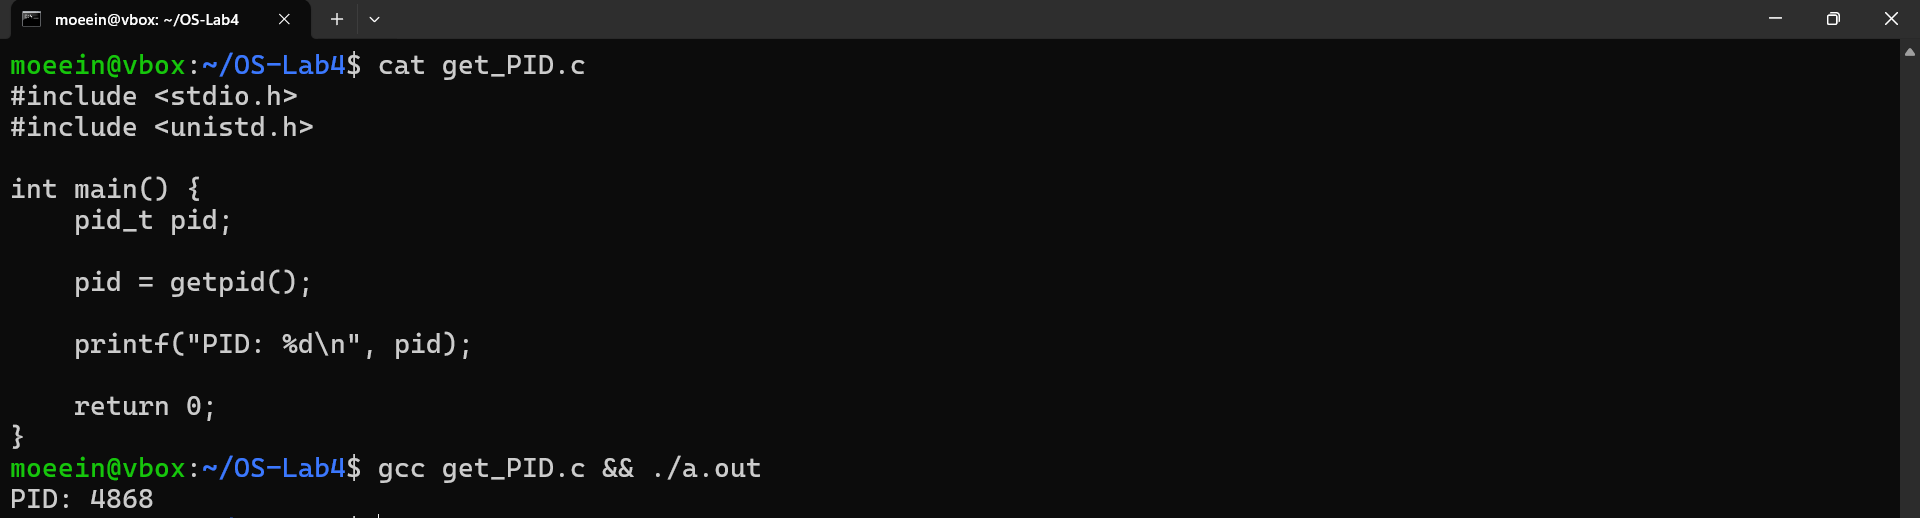 moeein@vbox: ~/OS-Lab4
moeein@vbox:~/OS-Lab4$ cat get_PID.c
#include <stdio.h>
#include <unistd.h>

int main() {
    pid_t pid;

    pid = getpid();

    printf("PID: %d\n", pid);

    return 0;
}
moeein@vbox:~/OS-Lab4$ gcc get_PID.c && ./a.out
PID: 4868